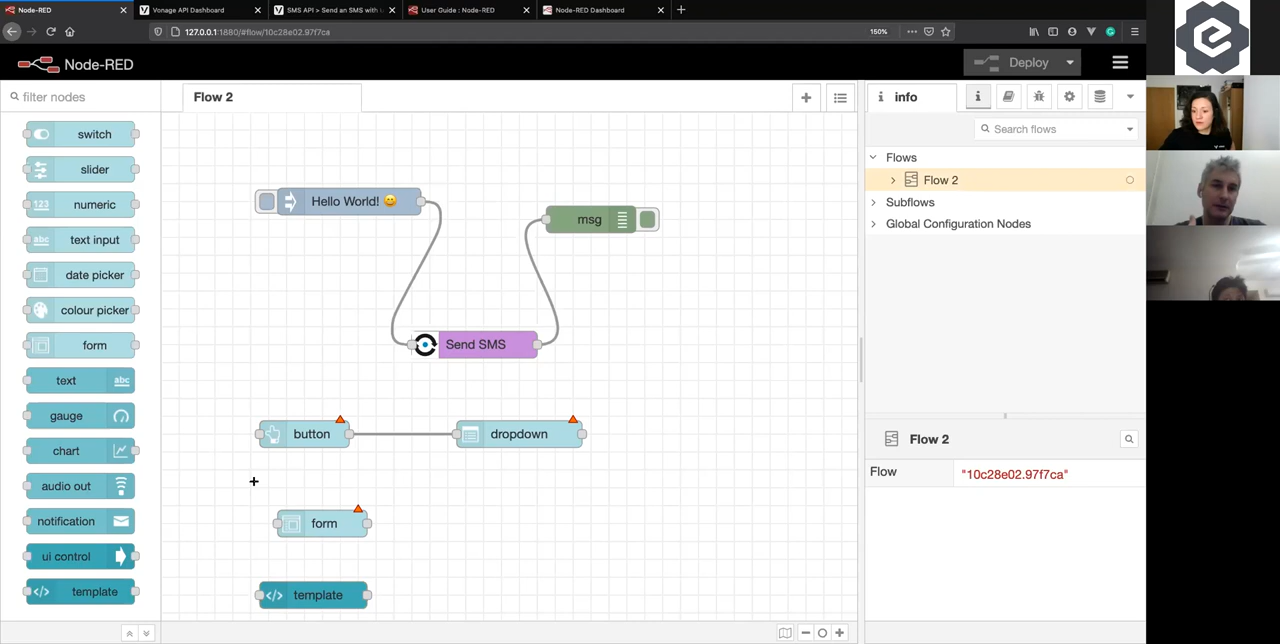 Node-RED
Vonage API Dashboard
SMS API > Send an SMS with
User Guide : Node-RED
Node-RED Dashboard
127.0.0.1:1880/#flow/10c28e02.97f7ca
150%
Node-RED
Deploy
filter nodes
Flow 2
info
Search flows
switch
slider
123 numeric
abc text input
date picker
colour picker
form
text abc
gauge
chart
audio out
notification
ui control
template
Hello World! 😀
msg
Send SMS
button
dropdown
form
template
Flows
Flow 2
Subflows
Global Configuration Nodes
Flow 2
Flow
"10c28e02.97f7ca"